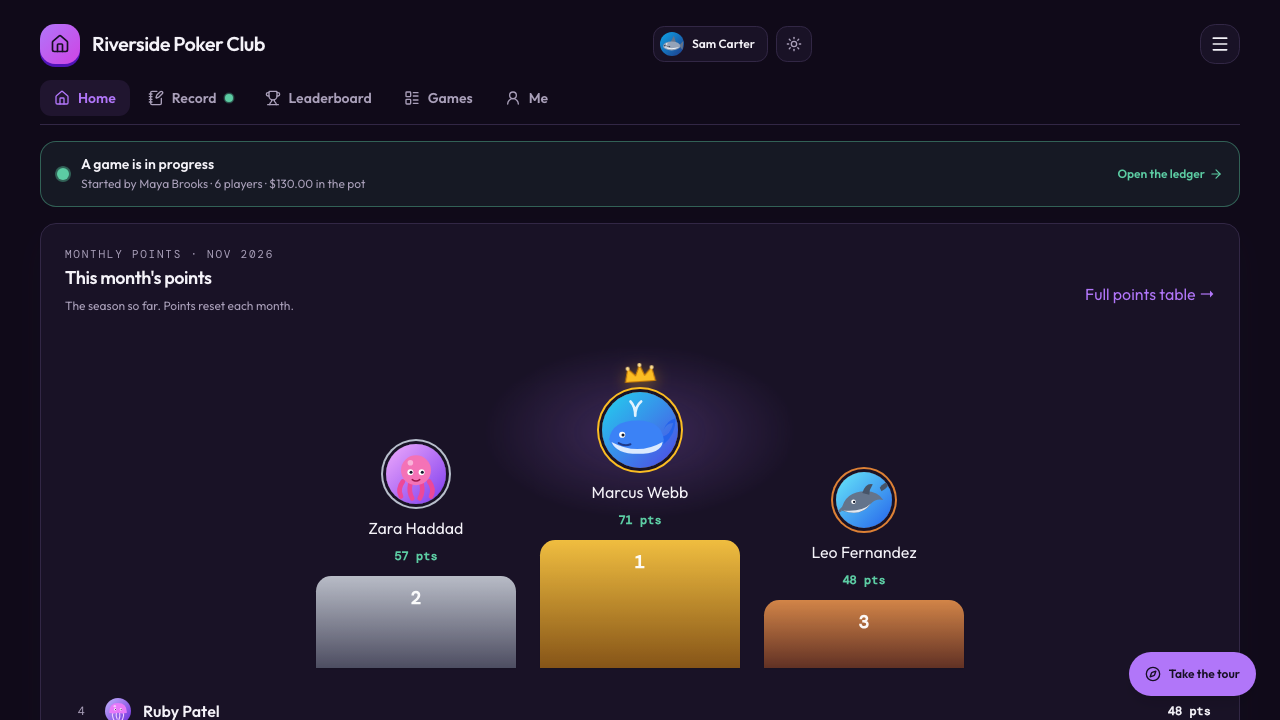 Riverside Poker Club
Sam Carter
Home
Record
Leaderboard
Games
Me
A game is in progress
Started by Maya Brooks · 6 players · $130.00 in the pot
Open the ledger →
MONTHLY POINTS · NOV 2026
This month's points
The season so far. Points reset each month.
Full points table →
Marcus Webb
71 pts
1
Zara Haddad
57 pts
2
Leo Fernandez
48 pts
3
Take the tour
4 Ruby Patel 48 pts